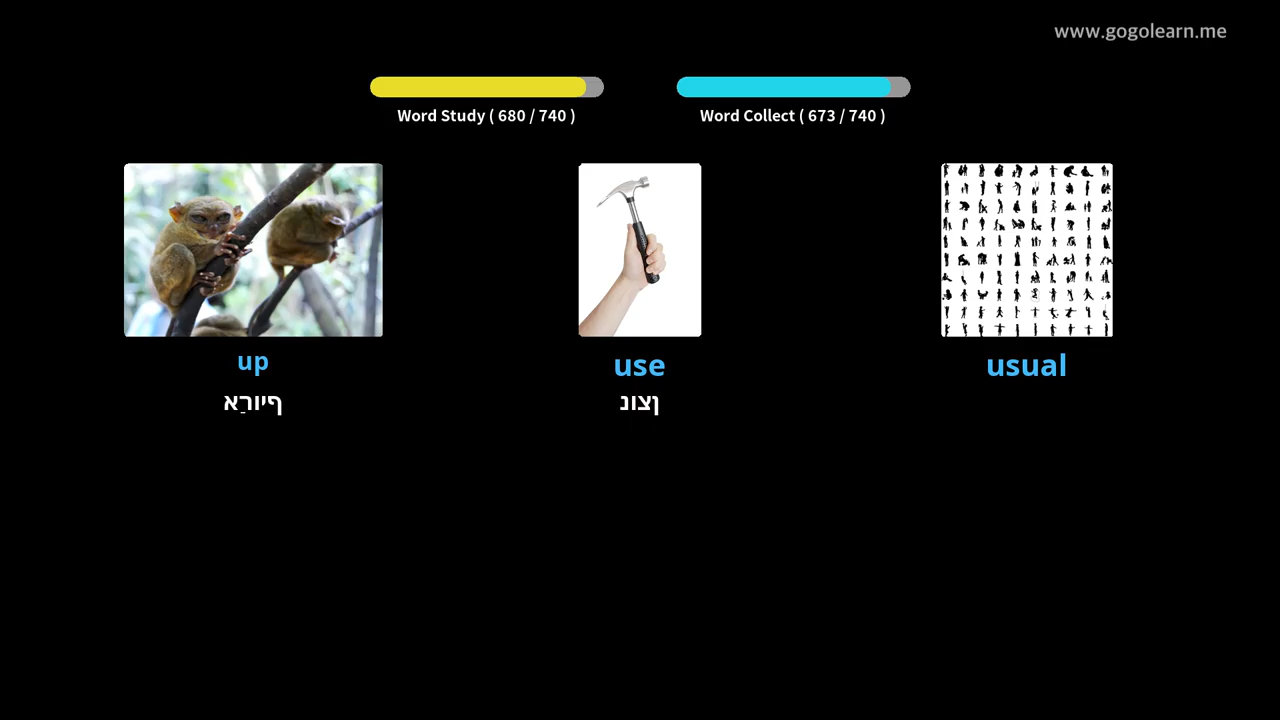 www.gogolearn.me
Word Study ( 680 / 740 )
Word Collect ( 673 / 740 )
up
use
usual
ףיורַא
ןצונ